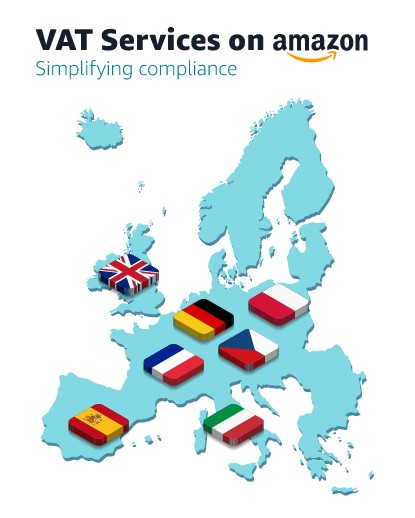 VAT Services on amazon
Simplifying compliance